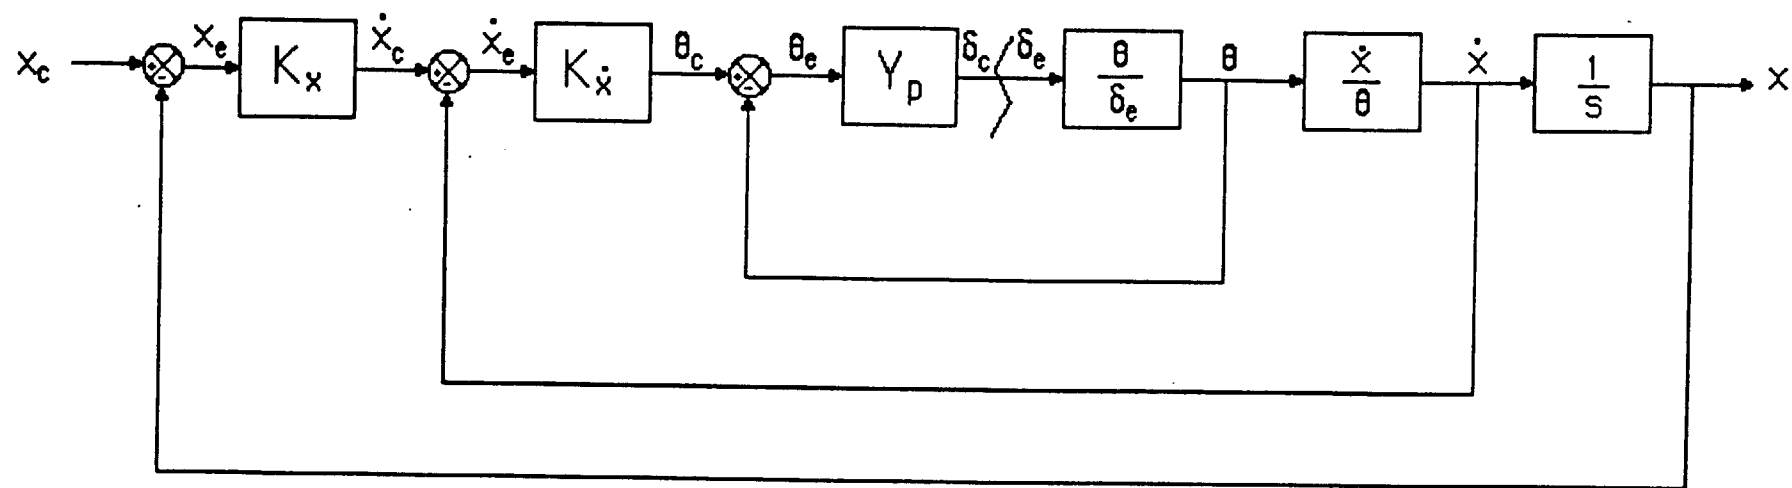 x_c
+
-
x_e
K_x
ẋ_c
+
-
ẋ_e
K_ẋ
θ_c
+
-
θ_e
Y_p
δ_c
δ_e
θ
δ_e
θ
ẋ
θ
ẋ
1
s
x